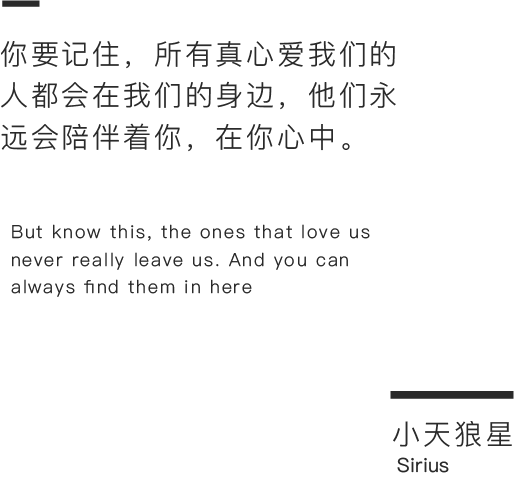 你要记住，所有真心爱我们的
人都会在我们的身边，他们永
远会陪伴着你，在你心中。
But know this, the ones that love us
never really leave us. And you can
always find them in here
小天狼星
Sirius